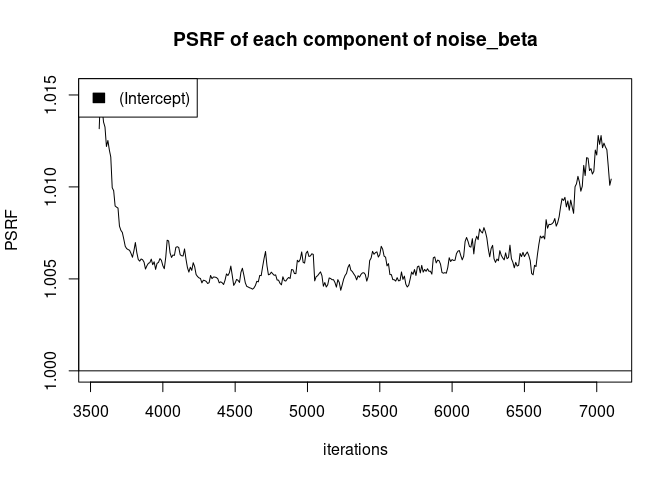 PSRF of each component of noise_beta
(Intercept)
PSRF
1.015
1.010
1.005
1.000
3500 4000 4500 5000 5500 6000 6500 7000
iterations